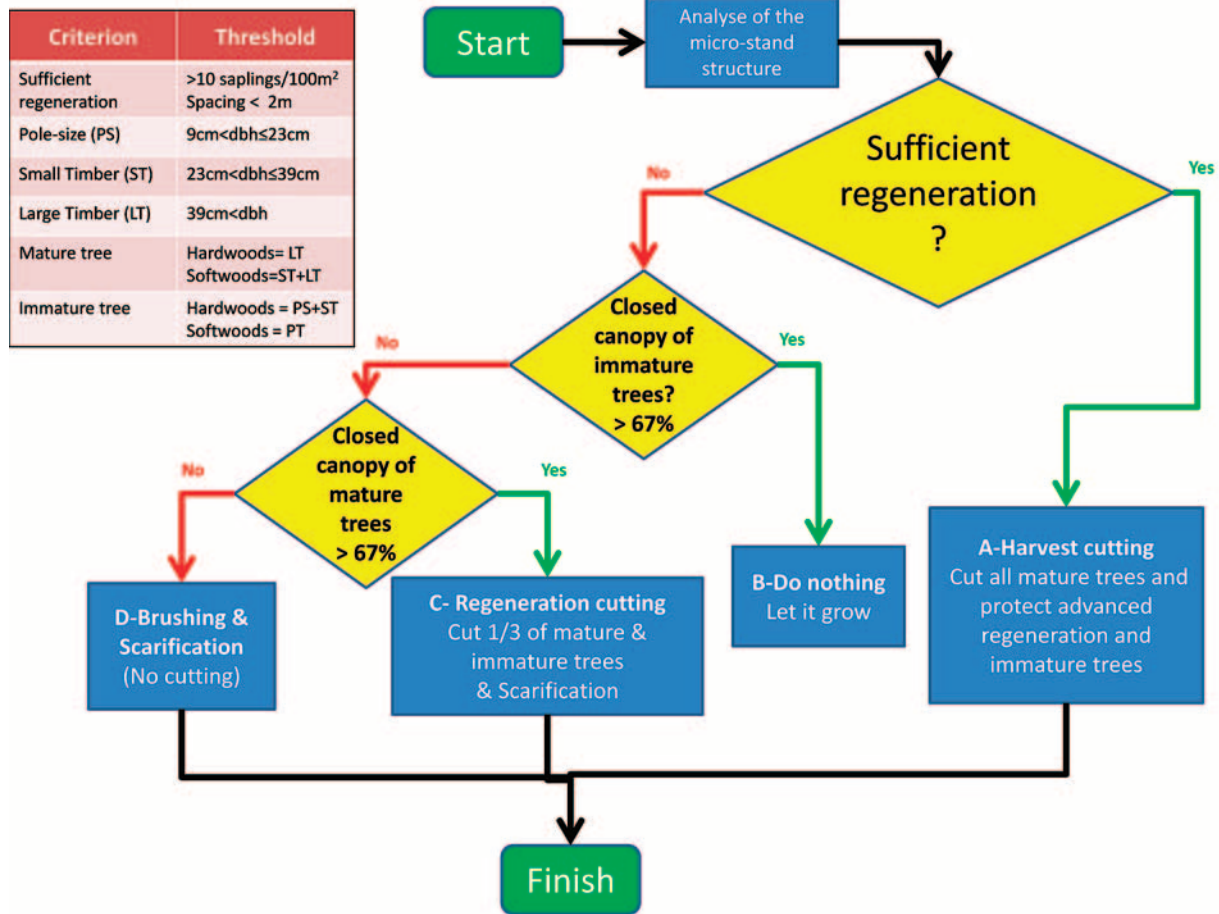 Criterion Threshold
Sufficient regeneration >10 saplings/100m²
Spacing < 2m
Pole-size (PS) 9cm<dbh≤23cm
Small Timber (ST) 23cm<dbh≤39cm
Large Timber (LT) 39cm<dbh
Mature tree Hardwoods= LT
Softwoods=ST+LT
Immature tree Hardwoods = PS+ST
Softwoods = PT
Start
Analyse of the
micro-stand
structure
Sufficient
regeneration
?
No
Yes
Closed
canopy of
immature
trees?
> 67%
No
Yes
Closed
canopy of
mature
trees
> 67%
No
Yes
D-Brushing &
Scarification
(No cutting)
C- Regeneration cutting
Cut 1/3 of mature &
immature trees
& Scarification
B-Do nothing
Let it grow
A-Harvest cutting
Cut all mature trees and
protect advanced
regeneration and
immature trees
Finish